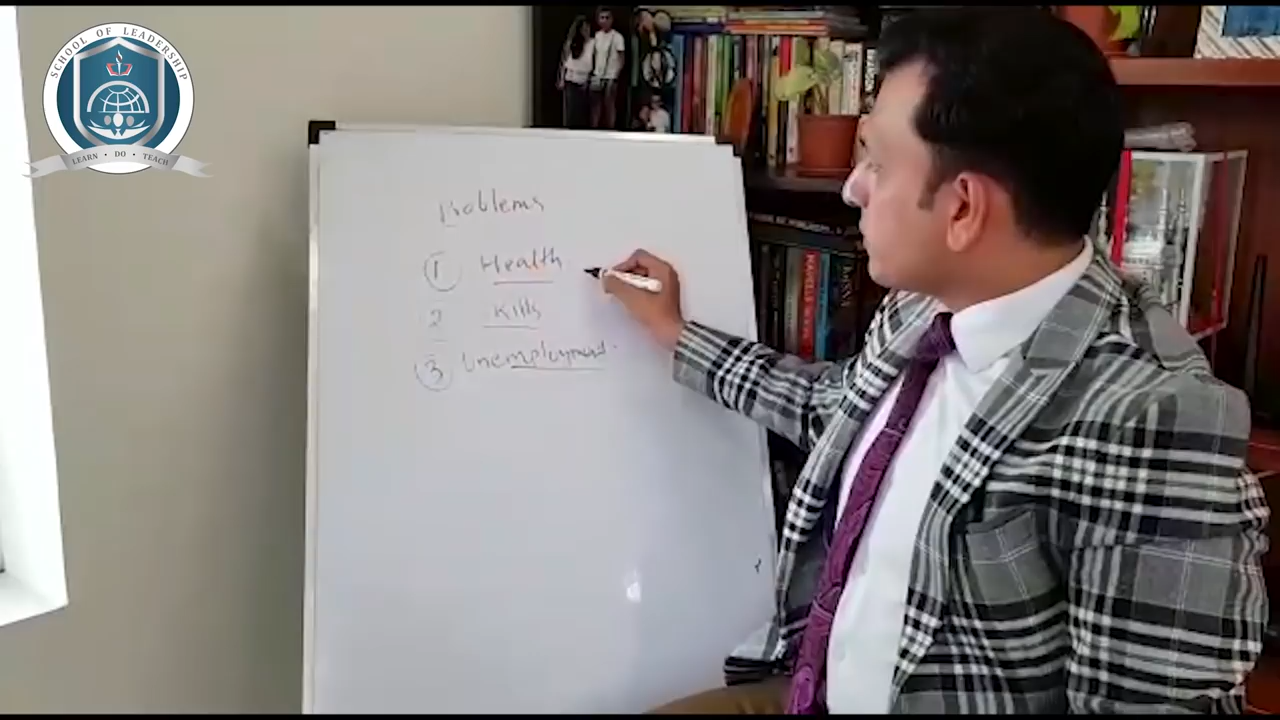 SCHOOL OF LEADERSHIP
LEARN • DO • TEACH
Problems
1 Health
2 Kills
3 Unemployment.